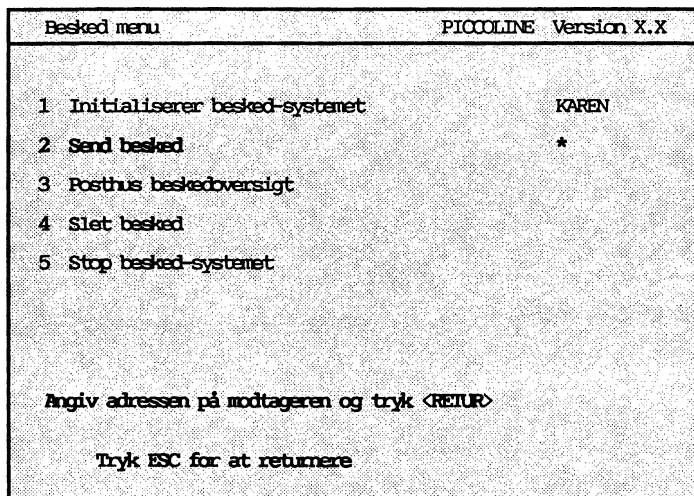 Besked menu PICCOLINE Version X.X
1 Initialiserer besked-systemet KAREN
2 Send besked *
3 Posthus beskedoversigt
4 Slet besked
5 Stop besked-systemet
Angiv adressen på modtageren og tryk <RETUR>
Tryk ESC for at returnere